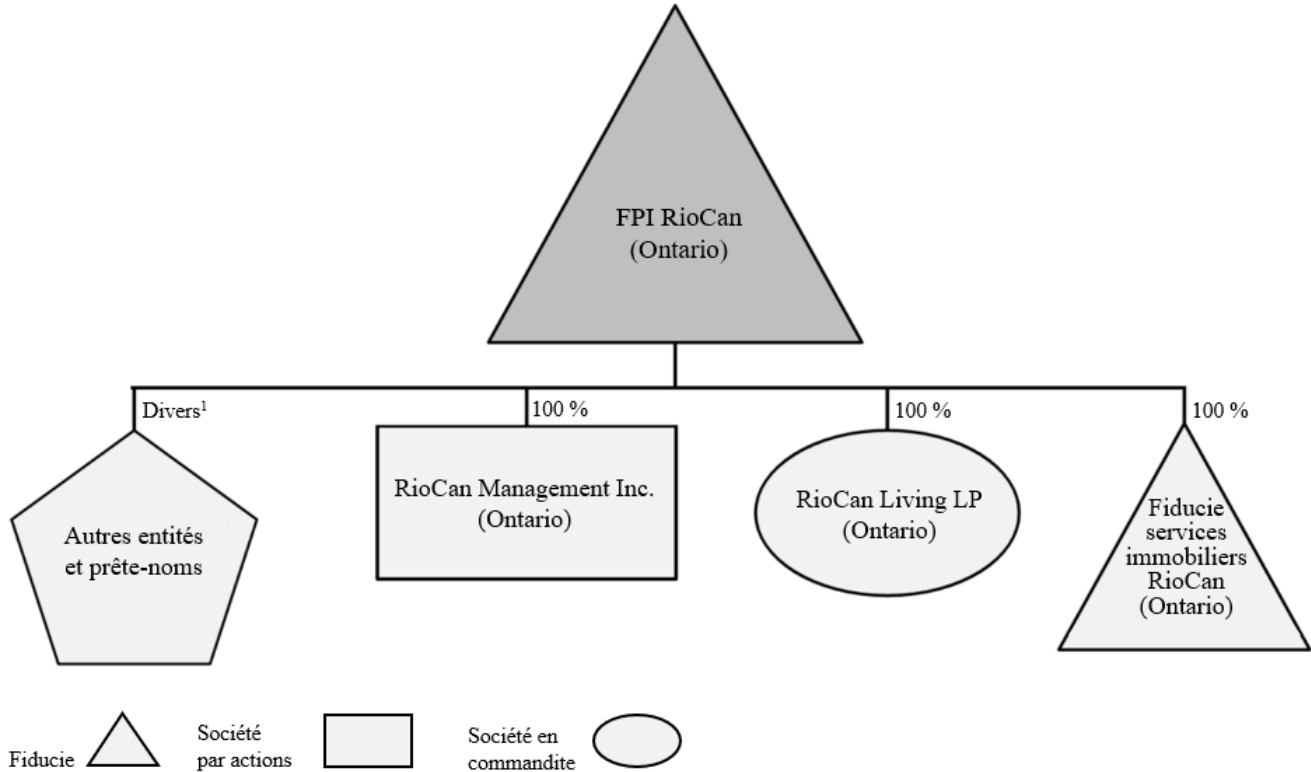 FPI RioCan
(Ontario)
Divers¹
100 %
100 %
100 %
Autres entités
et prête-noms
RioCan Management Inc.
(Ontario)
RioCan Living LP
(Ontario)
Fiducie
services
immobiliers
RioCan
(Ontario)
Fiducie
Société
par actions
Société en
commandite